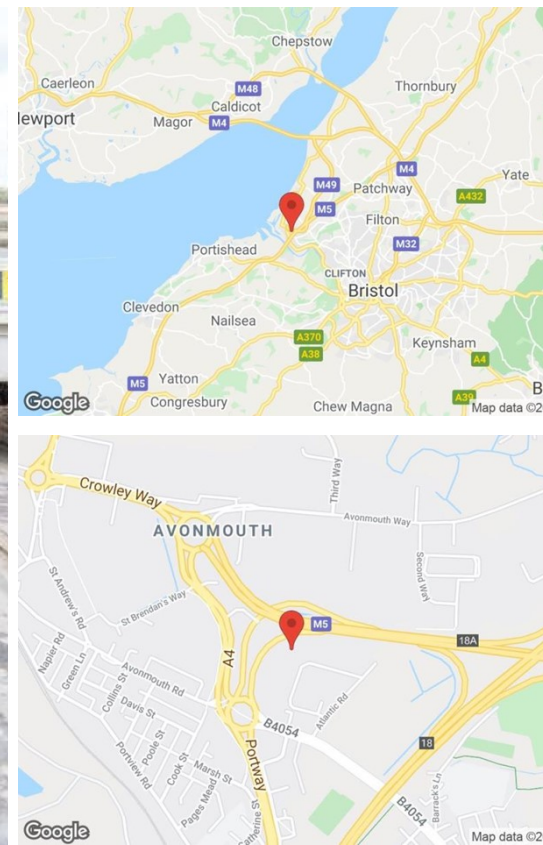 Chepstow
Caerleon
M48
Thornbury
ewport
Caldicot
Magor
M4
M4
Yate
M49
Patchway
A432
M5
Filton
Portishead
M32
CLIFTON
Bristol
Clevedon
Nailsea
A370
Keynsham
A38
A4
M5
Yatton
Congresbury
A39
B
Chew Magna
Google
Map data ©2
Crowley Way
Third Way
Avonmouth Way
AVONMOUTH
Second Way
St Andrew's Rd
St Brendan's Way
M5
18A
Napier Rd
Green Ln
A4
Avonmouth Rd
Collins St
Davis St
Atlantic Rd
B4054
Poole St
Portview Rd
Cook St
Portway
18
Marsh St
Pages Mead
Barrack's Ln
Catherine St
B4054
Google
Map data ©2